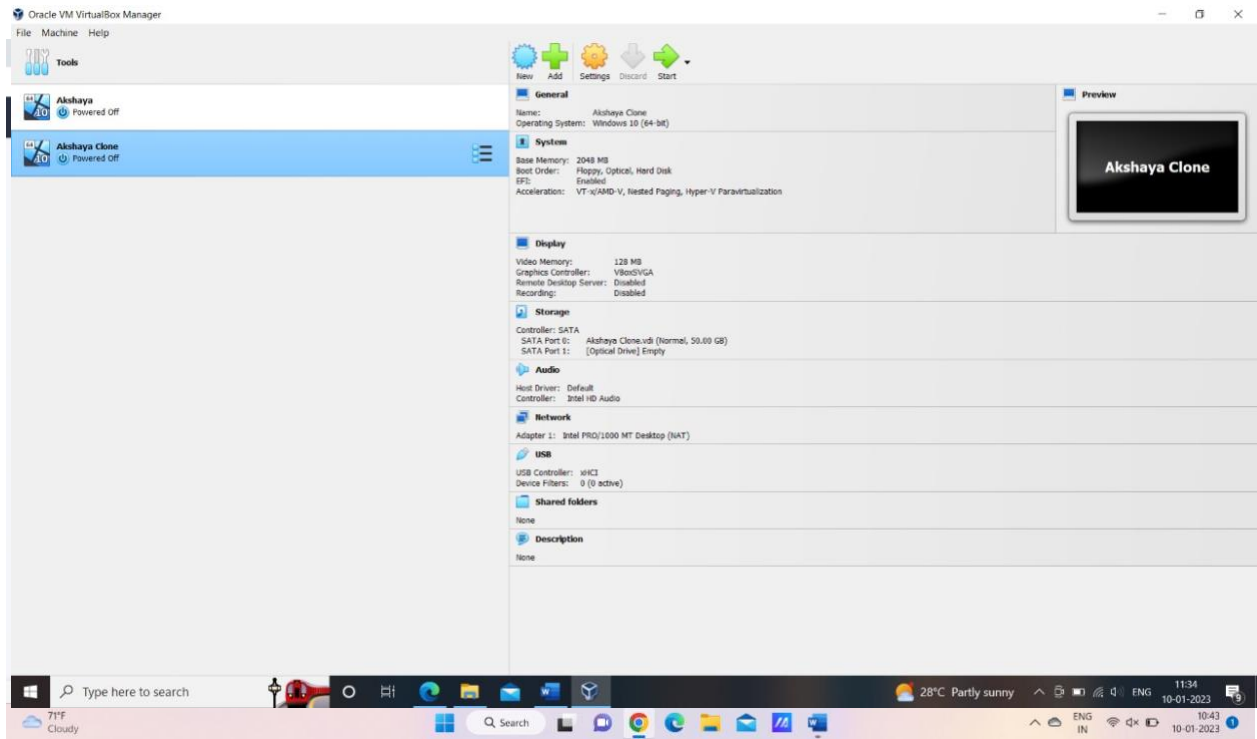 Oracle VM VirtualBox Manager
File Machine Help
Tools
New Add Settings Discard Start
Akshaya
Powered Off
Akshaya Clone
Powered Off
General
Name: Akshaya Clone
Operating System: Windows 10 (64-bit)
System
Base Memory: 2048 MB
Boot Order: Floppy, Optical, Hard Disk
EFI: Enabled
Acceleration: VT-x/AMD-V, Nested Paging, Hyper-V Paravirtualization
Preview
Akshaya Clone
Display
Video Memory: 128 MB
Graphics Controller: VBoxSVGA
Remote Desktop Server: Disabled
Recording: Disabled
Storage
Controller: SATA
SATA Port 0: Akshaya Clone.vdi (Normal, 50.00 GB)
SATA Port 1: [Optical Drive] Empty
Audio
Host Driver: Default
Controller: Intel HD Audio
Network
Adapter 1: Intel PRO/1000 MT Desktop (NAT)
USB
USB Controller: xHCI
Device Filters: 0 (0 active)
Shared folders
None
Description
None
Type here to search
28°C Partly sunny
ENG
11:34
10-01-2023
9
71°F
Cloudy
Search
ENG
IN
10:43
10-01-2023
1